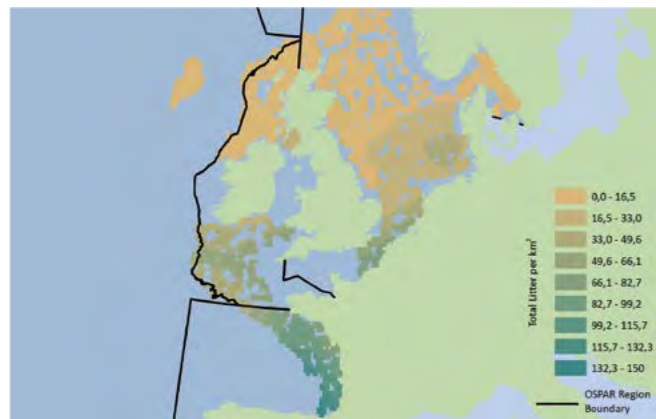 Total Litter per km²
0,0 - 16,5
16,5 - 33,0
33,0 - 49,6
49,6 - 66,1
66,1 - 82,7
82,7 - 99,2
99,2 - 115,7
115,7 - 132,3
132,3 - 150
OSPAR Region
Boundary